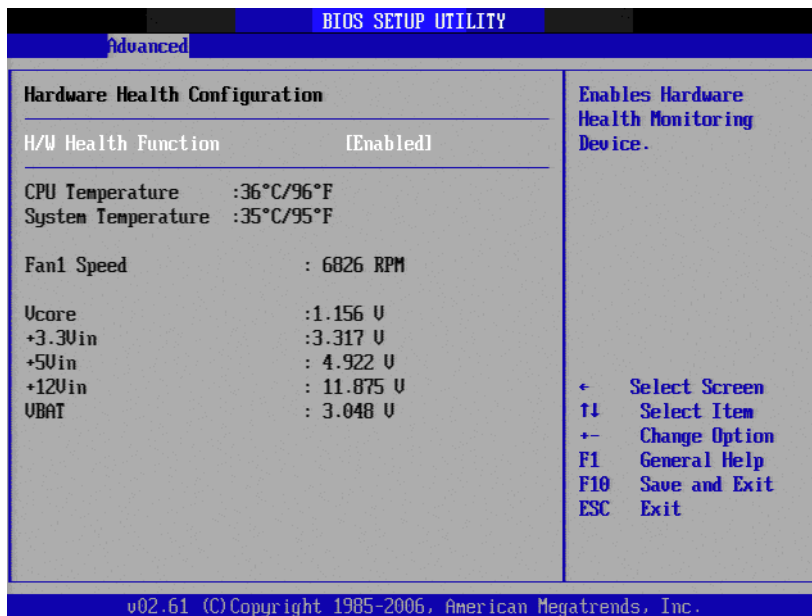 BIOS SETUP UTILITY
Advanced
Hardware Health Configuration
H/W Health Function [Enabled]
CPU Temperature :36°C/96°F
System Temperature :35°C/95°F
Fan1 Speed : 6826 RPM
Vcore :1.156 V
+3.3Vin :3.317 V
+5Vin : 4.922 V
+12Vin : 11.875 V
VBAT : 3.048 V
Enables Hardware
Health Monitoring
Device.
← Select Screen
↑↓ Select Item
+- Change Option
F1 General Help
F10 Save and Exit
ESC Exit
v02.61 (C)Copyright 1985-2006, American Megatrends, Inc.